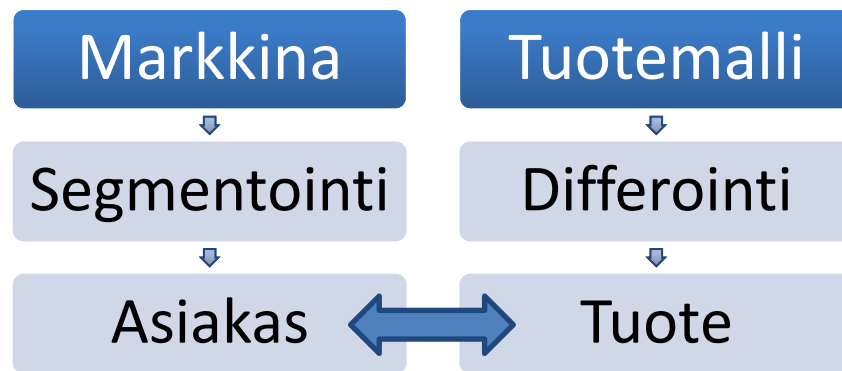 Markkina
Tuotemalli
Segmentointi
Differointi
Asiakas
Tuote